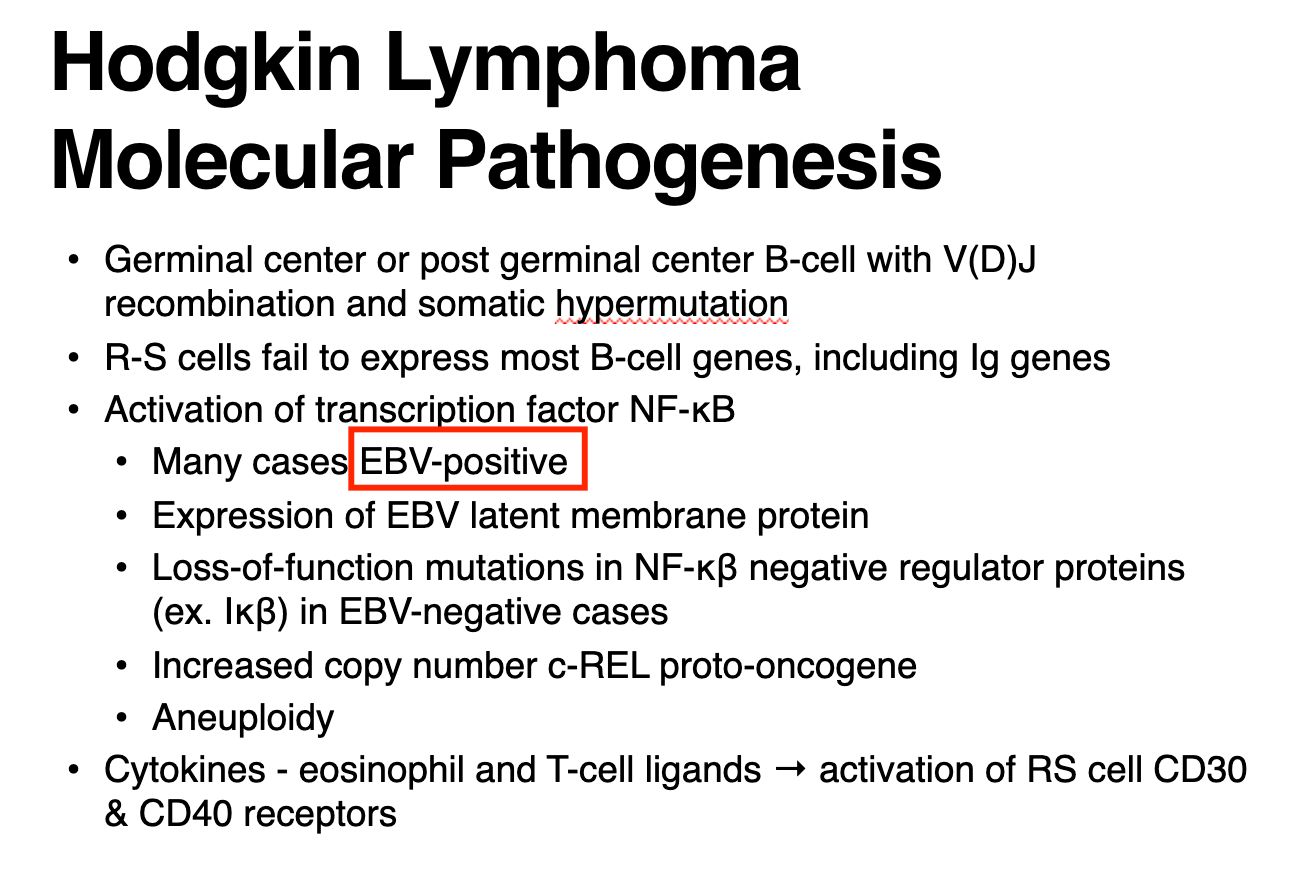 Hodgkin Lymphoma
Molecular Pathogenesis
• Germinal center or post germinal center B-cell with V(D)J
recombination and somatic hypermutation
• R-S cells fail to express most B-cell genes, including Ig genes
• Activation of transcription factor NF-κB
• Many cases EBV-positive
• Expression of EBV latent membrane protein
• Loss-of-function mutations in NF-κβ negative regulator proteins
(ex. Iκβ) in EBV-negative cases
• Increased copy number c-REL proto-oncogene
• Aneuploidy
• Cytokines - eosinophil and T-cell ligands → activation of RS cell CD30
& CD40 receptors